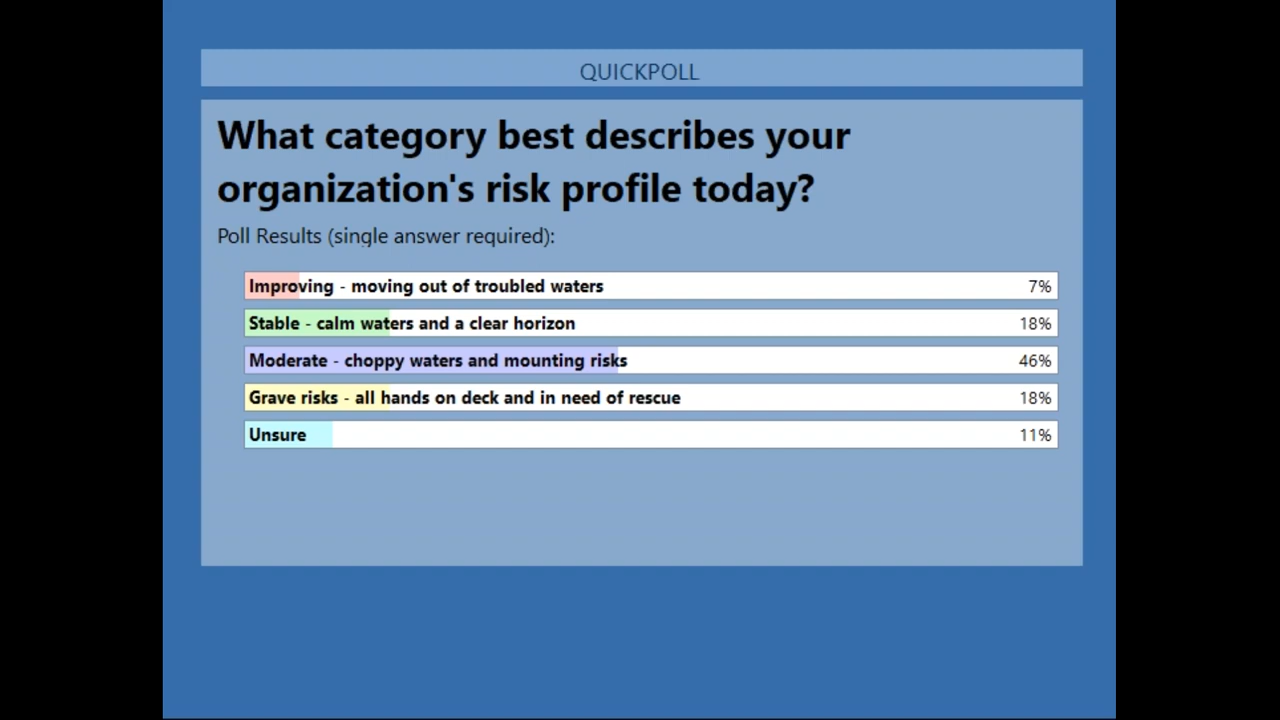 QUICKPOLL
What category best describes your
organization's risk profile today?
Poll Results (single answer required):
Improving - moving out of troubled waters 7%
Stable - calm waters and a clear horizon 18%
Moderate - choppy waters and mounting risks 46%
Grave risks - all hands on deck and in need of rescue 18%
Unsure 11%